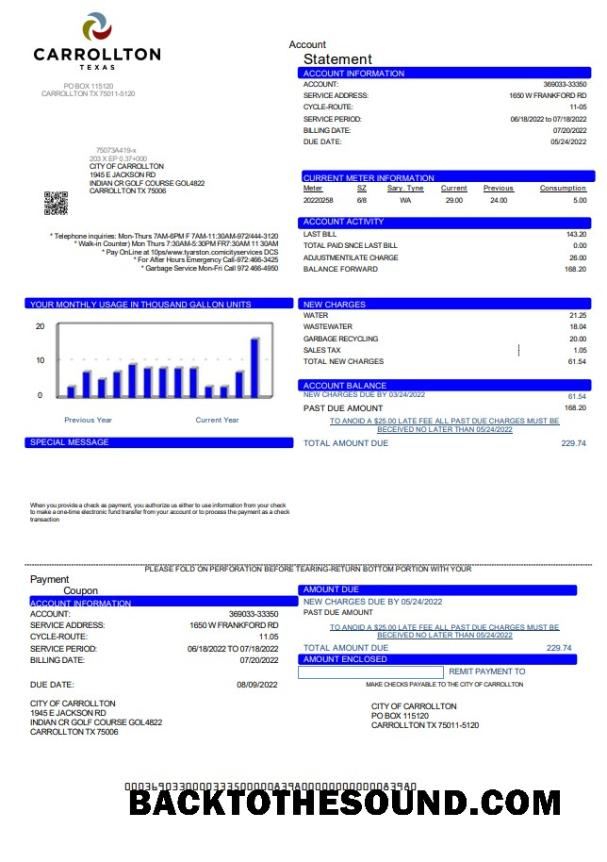 CARROLLTON
TEXAS
PO BOX 115120
CARROLLTON TX 75011-5120
Account
Statement
ACCOUNT INFORMATION
ACCOUNT: 369033-33350
SERVICE ADDRESS: 1650 W FRANKFORD RD
CYCLE-ROUTE: 11-05
SERVICE PERIOD: 06/18/2022 to 07/18/2022
BILLING DATE: 07/20/2022
DUE DATE: 05/24/2022
75073A419-x
203 X EP 0.37+000
CITY OF CARROLLTON
1945 E JACKSON RD
INDIAN CR GOLF COURSE GOL4822
CARROLLTON TX 75006
CURRENT METER INFORMATION
Meter SZ Sary. Type Current Previous Consumption
20220258 6/8 WA 29.00 24.00 5.00
* Telephone inquiries: Mon-Thurs 7AM-6PM F 7AM-11:30AM-972/444-3120
* Walk-in Counter) Mon Thurs 7:30AM-5:30PM FR7:30AM 11 30AM
* Pay OnLine at 10ps/www.tyarston.com/cityservices DCS
* For After Hours Emergency Call-972 466-3425
* Garbage Service Mon-Fri Call 972 466-4950
ACCOUNT ACTIVITY
LAST BILL 143.20
TOTAL PAID SNCE LAST BILL 0.00
ADJUSTMENTILATE CHARGE 26.00
BALANCE FORWARD 168.20
YOUR MONTHLY USAGE IN THOUSAND GALLON UNITS
20
10
0
Previous Year Current Year
NEW CHARGES
WATER 21.25
WASTEWATER 18.04
GARBAGE RECYCLING 20.00
SALES TAX 1.05
TOTAL NEW CHARGES 61.54
ACCOUNT BALANCE
NEW CHARGES DUE BY 03/24/2022 61.54
PAST DUE AMOUNT 168.20
TO ANOID A $25.00 LATE FEE ALL PAST DUE CHARGES MUST BE
BECEIVED NO LATER THAN 05/24/2022
TOTAL AMOUNT DUE 229.74
SPECIAL MESSAGE
When you provide a check as payment, you authorize us either to use information from your check
to make a one-time electronic fund transfer from your account or to process the payment as a check
transaction
PLEASE FOLD ON PERFORATION BEFORE TEARING-RETURN BOTTOM PORTION WITH YOUR
Payment
Coupon
ACCOUNT INFORMATION
ACCOUNT: 369033-33350
SERVICE ADDRESS: 1650 W FRANKFORD RD
CYCLE-ROUTE: 11.05
SERVICE PERIOD: 06/18/2022 TO 07/18/2022
BILLING DATE: 07/20/2022
DUE DATE: 08/09/2022
CITY OF CARROLLTON
1945 E JACKSON RD
INDIAN CR GOLF COURSE GOL4822
CARROLLTON TX 75006
AMOUNT DUE
NEW CHARGES DUE BY 05/24/2022
PAST DUE AMOUNT
TO ANOID A $25.00 LATE FEE ALL PAST DUE CHARGES MUST BE
BECEIVED NO LATER THAN 05/24/2022
TOTAL AMOUNT DUE 229.74
AMOUNT ENCLOSED
REMIT PAYMENT TO
MAKE CHECKS PAYABLE TO THE CITY OF CARROLLTON
CITY OF CARROLLTON
PO BOX 115120
CARROLLTON TX 75011-5120
BACKTOTHESOUND.COM